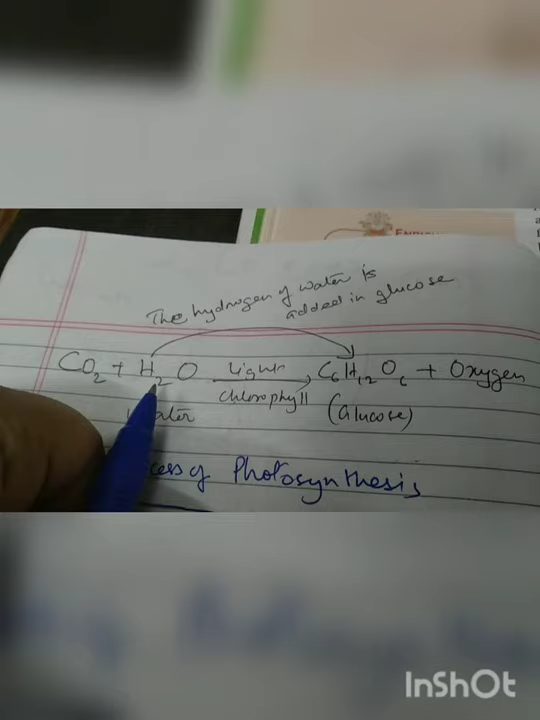 The hydrogen of water is
added in glucose
CO2 + H2O Light C6H12O6 + Oxygen
chlorophyll
(Glucose)
Photosynthesis
InShOt